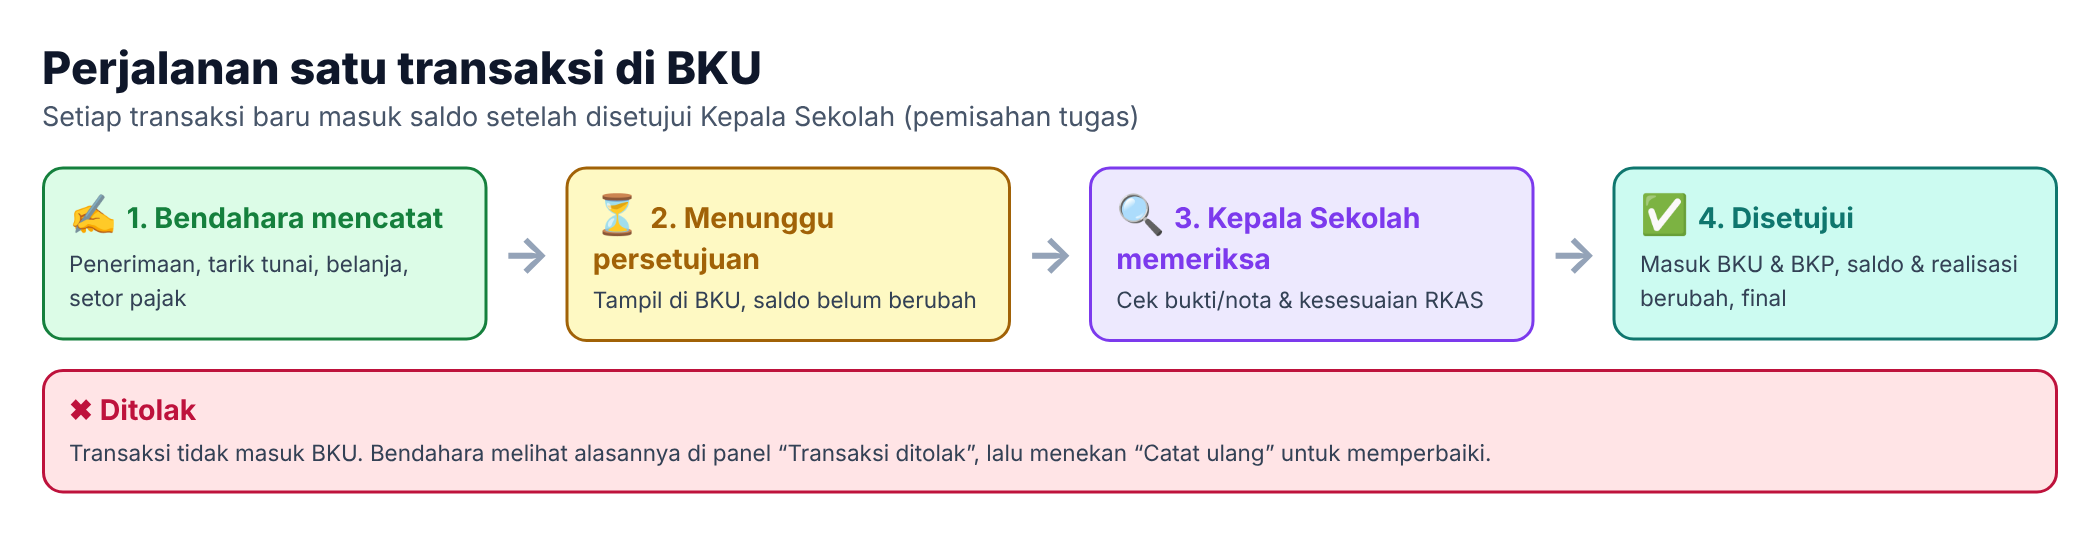 Perjalanan satu transaksi di BKU
Setiap transaksi baru masuk saldo setelah disetujui Kepala Sekolah (pemisahan tugas)
✍️ 1. Bendahara mencatat
Penerimaan, tarik tunai, belanja,
setor pajak
→
⏳ 2. Menunggu
persetujuan
Tampil di BKU, saldo belum berubah
→
🔍 3. Kepala Sekolah
memeriksa
Cek bukti/nota & kesesuaian RKAS
→
✅ 4. Disetujui
Masuk BKU & BKP, saldo & realisasi
berubah, final
✖ Ditolak
Transaksi tidak masuk BKU. Bendahara melihat alasannya di panel “Transaksi ditolak”, lalu menekan “Catat ulang” untuk memperbaiki.